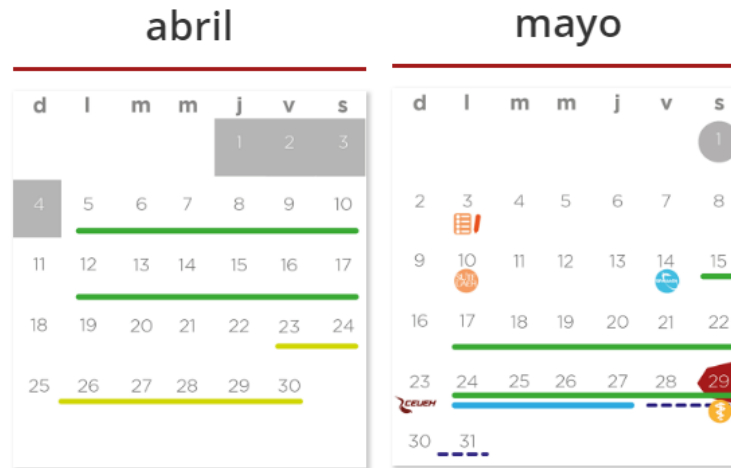 abril
d l m m j v s
1 2 3
4 5 6 7 8 9 10
11 12 13 14 15 16 17
18 19 20 21 22 23 24
25 26 27 28 29 30
mayo
d l m m j v s
1
2 3 4 5 6 7 8
9 10 11 12 13 14 15
16 17 18 19 20 21 22
23 24 25 26 27 28 29
CEUEH
30 31